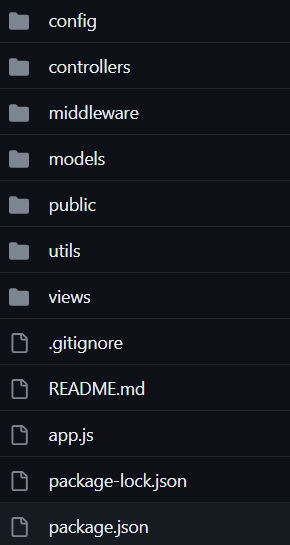 config
controllers
middleware
models
public
utils
views
.gitignore
README.md
app.js
package-lock.json
package.json